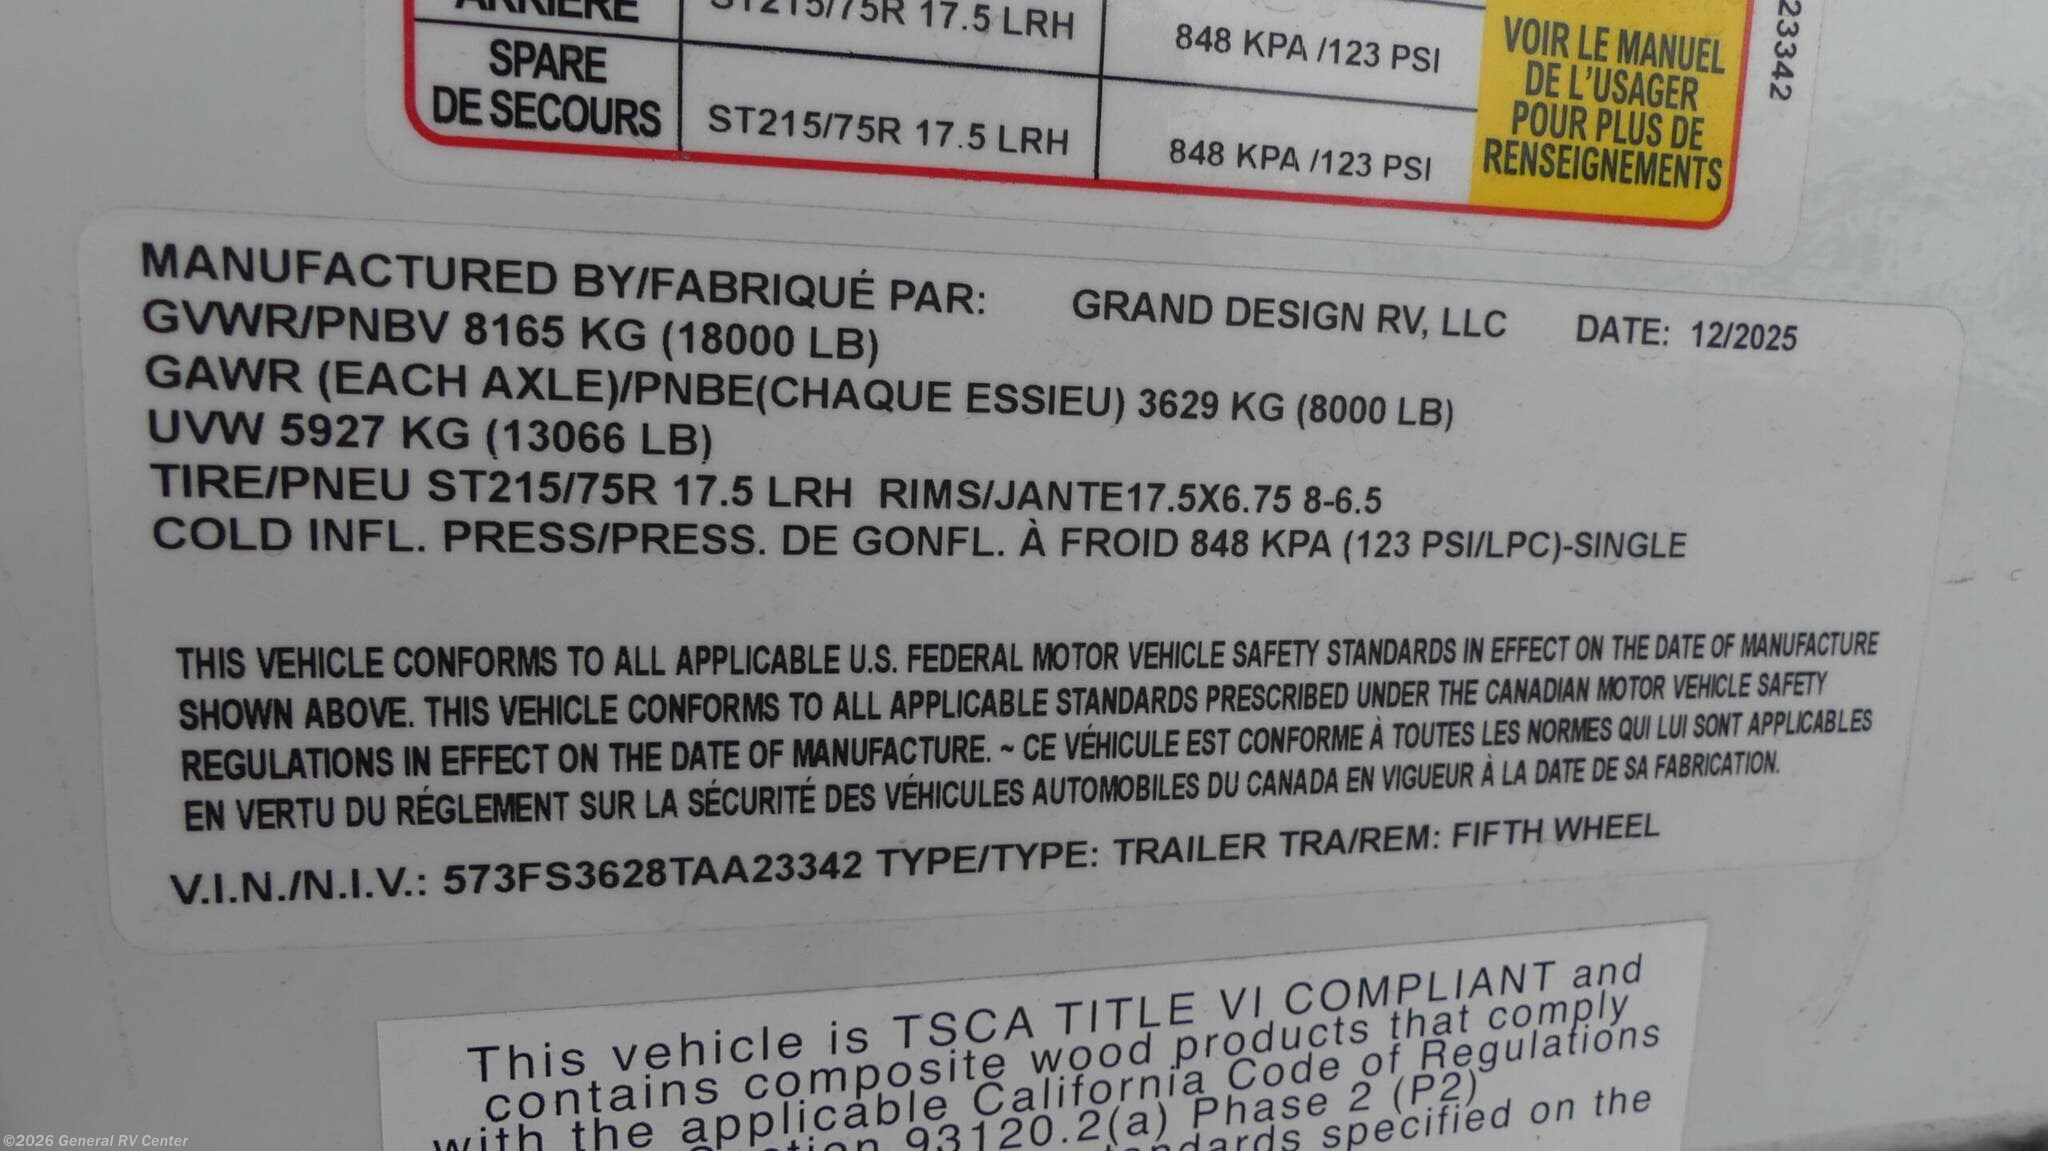 ARRIÈRE ST215/75R 17.5 LRH 848 KPA /123 PSI
SPARE
DE SECOURS ST215/75R 17.5 LRH 848 KPA /123 PSI
VOIR LE MANUEL
DE L'USAGER
POUR PLUS DE
RENSEIGNEMENTS
23342
MANUFACTURED BY/FABRIQUÉ PAR: GRAND DESIGN RV, LLC DATE: 12/2025
GVWR/PNBV 8165 KG (18000 LB)
GAWR (EACH AXLE)/PNBE(CHAQUE ESSIEU) 3629 KG (8000 LB)
UVW 5927 KG (13066 LB)
TIRE/PNEU ST215/75R 17.5 LRH RIMS/JANTE17.5X6.75 8-6.5
COLD INFL. PRESS/PRESS. DE GONFL. À FROID 848 KPA (123 PSI/LPC)-SINGLE
THIS VEHICLE CONFORMS TO ALL APPLICABLE U.S. FEDERAL MOTOR VEHICLE SAFETY STANDARDS IN EFFECT ON THE DATE OF MANUFACTURE
SHOWN ABOVE. THIS VEHICLE CONFORMS TO ALL APPLICABLE STANDARDS PRESCRIBED UNDER THE CANADIAN MOTOR VEHICLE SAFETY
REGULATIONS IN EFFECT ON THE DATE OF MANUFACTURE. ~ CE VÉHICULE EST CONFORME À TOUTES LES NORMES QUI LUI SONT APPLICABLES
EN VERTU DU RÉGLEMENT SUR LA SÉCURITÉ DES VÉHICULES AUTOMOBILES DU CANADA EN VIGUEUR À LA DATE DE SA FABRICATION.
V.I.N./N.I.V.: 573FS3628TAA23342 TYPE/TYPE: TRAILER TRA/REM: FIFTH WHEEL
This vehicle is TSCA TITLE VI COMPLIANT and
contains composite wood products that comply
with the applicable California Code of Regulations
93120.2(a) Phase 2 (P2)
specified on the
©2026 General RV Center